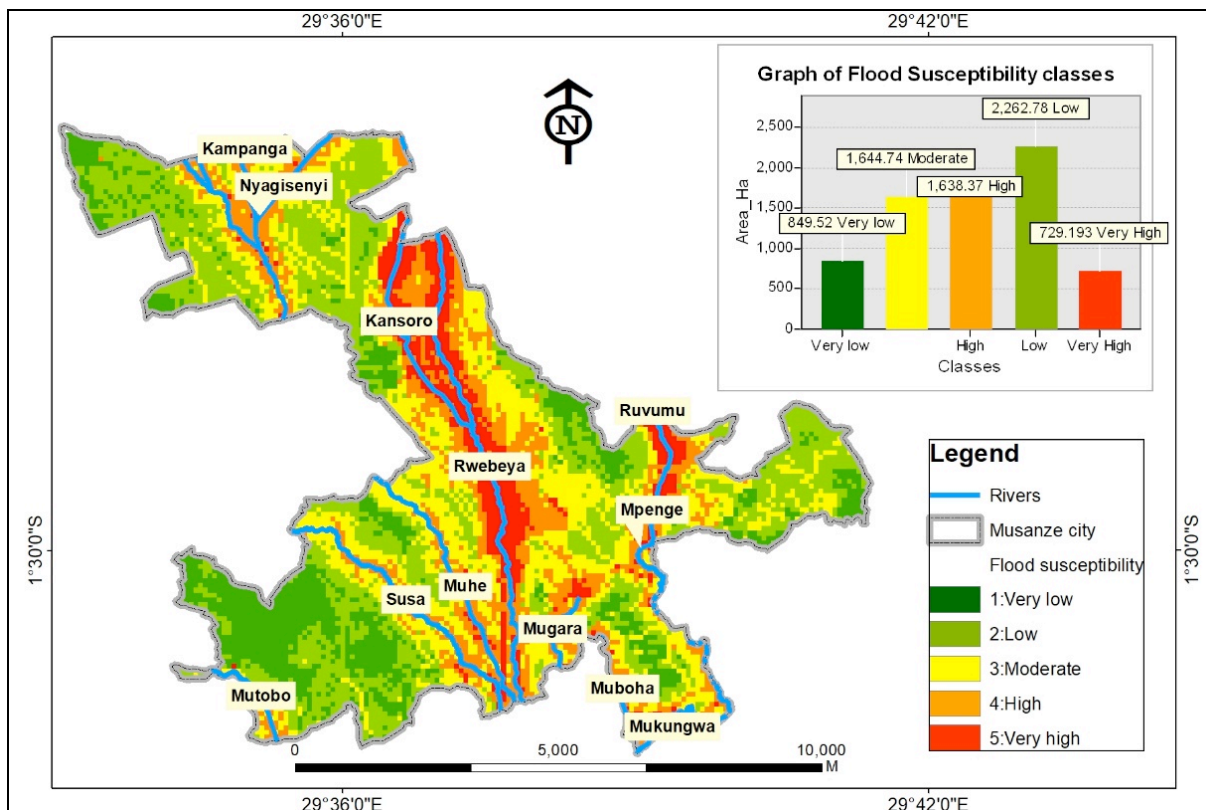 29°36'0"E
29°42'0"E
Graph of Flood Susceptibility classes
2,262.78 Low
1,644.74 Moderate
1,638.37 High
849.52 Very low
729.193 Very High
Area_Ha
2,500
2,000
1,500
1,000
500
0
Very low
High
Low
Very High
Classes
N
Kampanga
Nyagisenyi
Kansoro
Ruvumu
Rwebeya
Mpenge
Susa
Muhe
Mugara
Mutobo
Muboha
Mukungwa
1°30'0"S
1°30'0"S
Legend
Rivers
Musanze city
Flood susceptibility
1:Very low
2:Low
3:Moderate
4:High
5:Very high
0
5,000
10,000
M
29°36'0"E
29°42'0"E